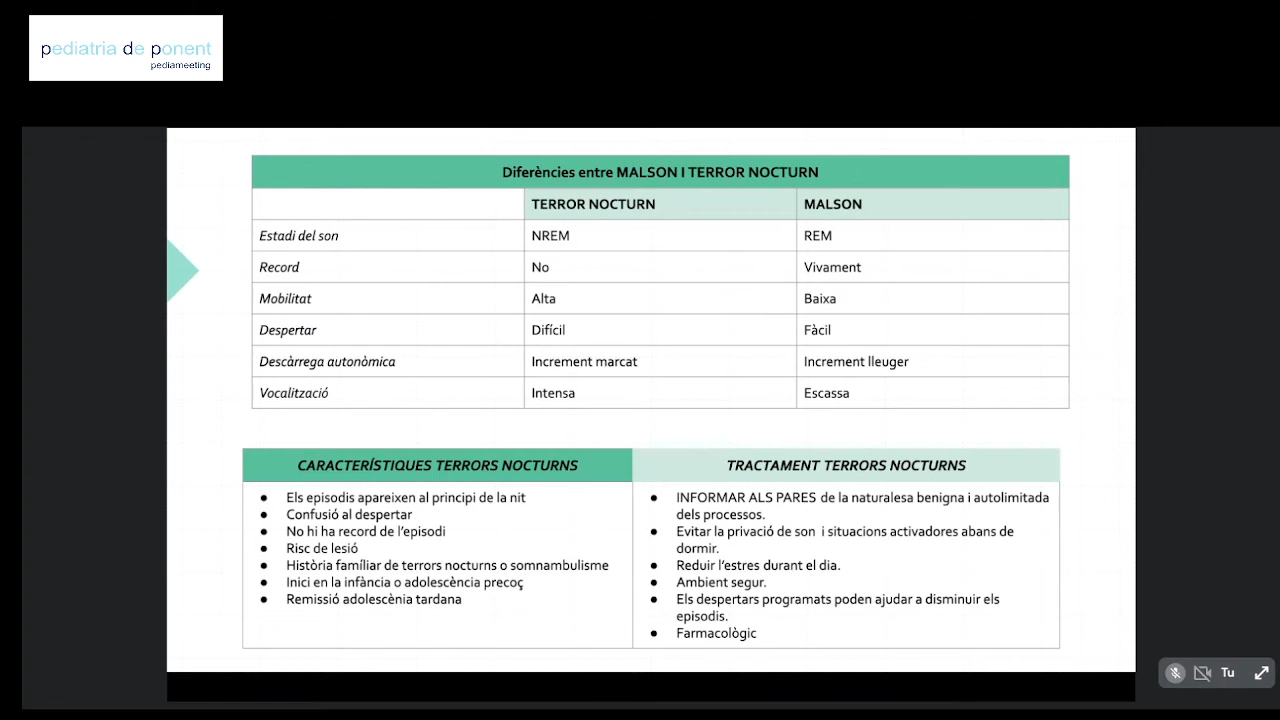 pediatria de ponent
pediameeting
Diferències entre MALSON I TERROR NOCTURN
TERROR NOCTURN MALSON
Estadi del son NREM REM
Record No Vivament
Mobilitat Alta Baixa
Despertar Difícil Fàcil
Descàrrega autonòmica Increment marcat Increment lleuger
Vocalització Intensa Escassa
CARACTERÍSTIQUES TERRORS NOCTURNS
● Els episodis apareixen al principi de la nit
● Confusió al despertar
● No hi ha record de l'episodi
● Risc de lesió
● Història famíliar de terrors nocturns o somnambulisme
● Inici en la infància o adolescència precoç
● Remissió adolescènia tardana
TRACTAMENT TERRORS NOCTURNS
● INFORMAR ALS PARES de la naturalesa benigna i autolimitada
dels processos.
● Evitar la privació de son i situacions activadores abans de
dormir.
● Reduir l'estres durant el dia.
● Ambient segur.
● Els despertars programats poden ajudar a disminuir els
episodis.
● Farmacològic
Tu